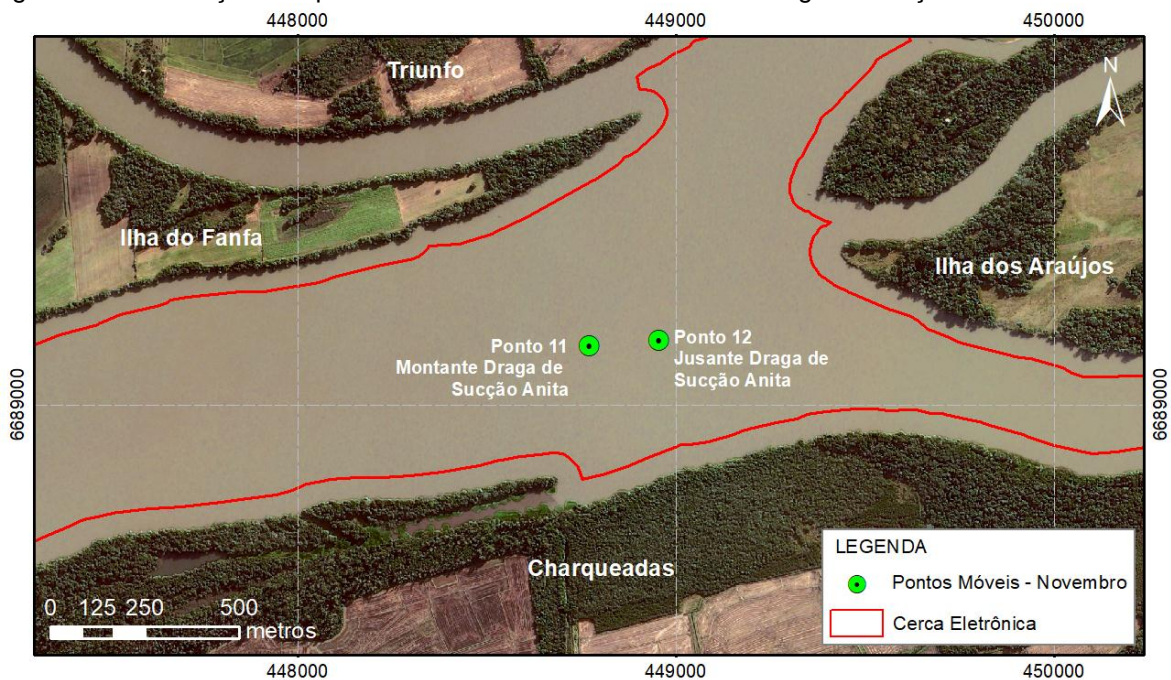 448000
449000
450000
N
Triunfo
Ilha do Fanfa
Ilha dos Araújos
Ponto 11
Montante Draga de
Sucção Anita
Ponto 12
Jusante Draga de
Sucção Anita
6689000
6689000
Charqueadas
LEGENDA
Pontos Móveis - Novembro
Cerca Eletrônica
0 125 250 500
metros
448000
449000
450000